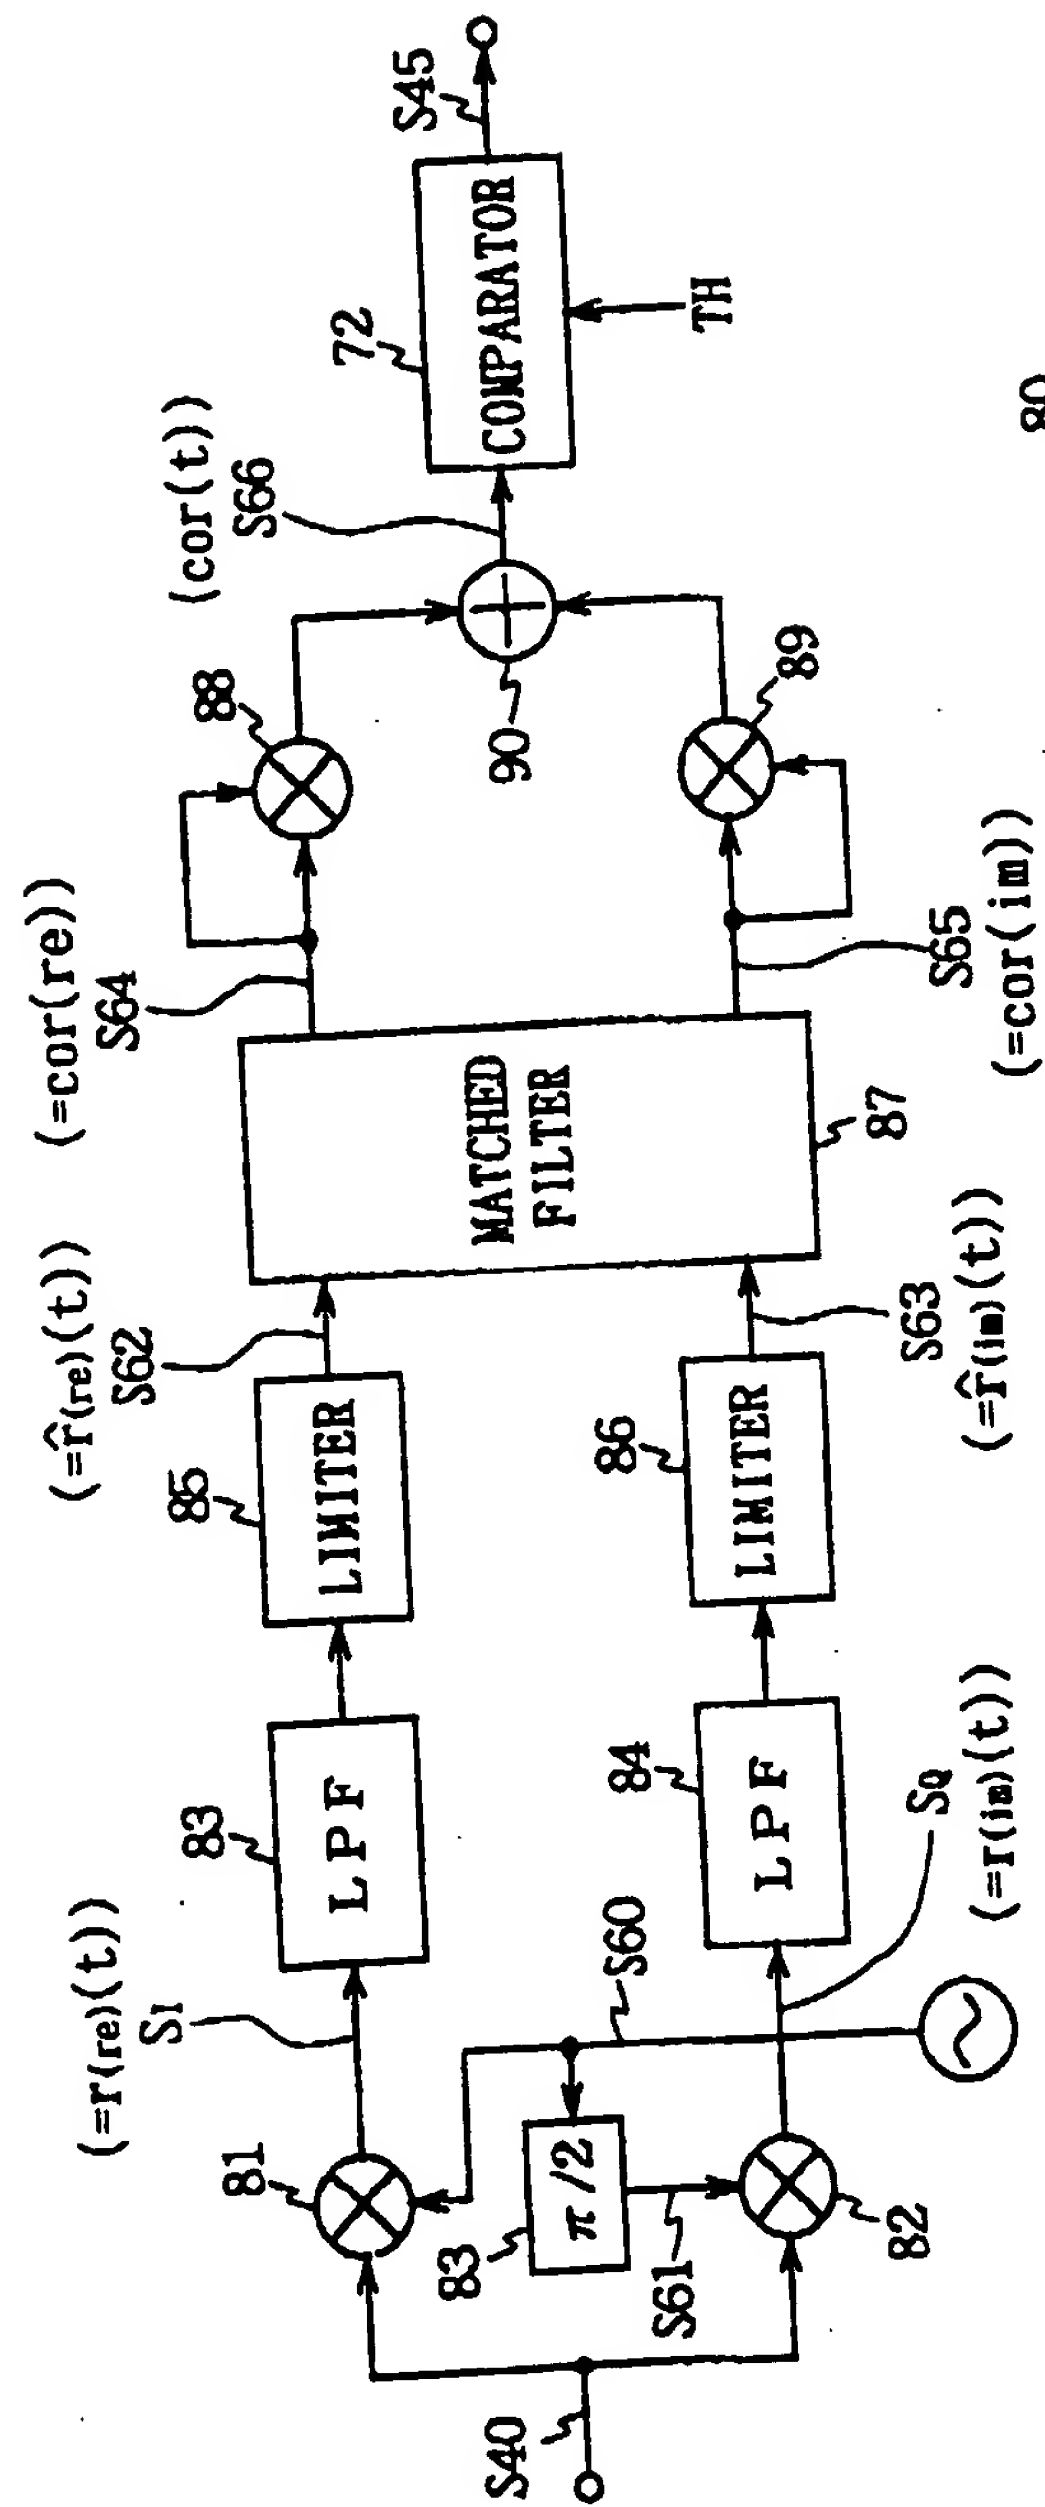 S40
81
(=r(re)(t))
SI
83
π/2
S61
82
S60
SQ
(=r(im)(t))
83
LPF
84
LPF
85
LIMITER
86
LIMITER
(=r̂(re)(t))
S62
S63
(=r̂(im)(t))
MATCHED
FILTER
87
(=cor(re))
S64
S65
(=cor(im))
88
89
90
(cor(t))
S66
72
COMPARATOR
TH
S45